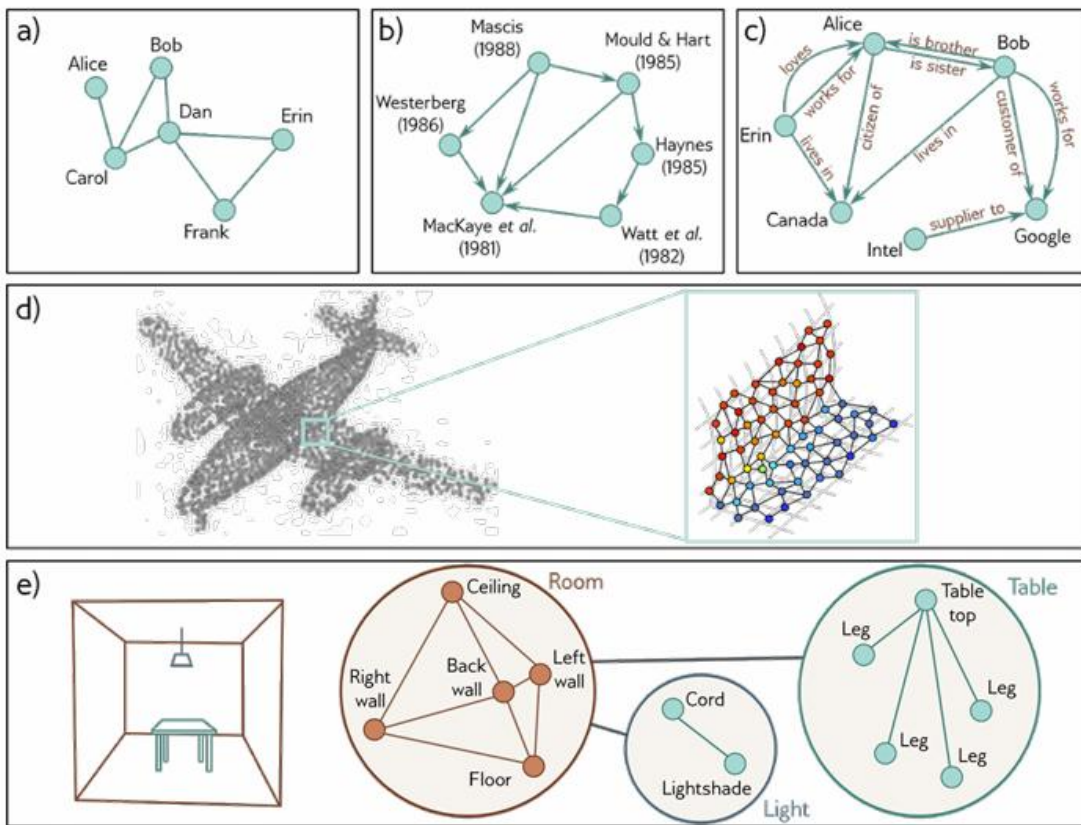 a)
Alice
Bob
Dan
Erin
Carol
Frank
b)
Mascis
(1988)
Mould & Hart
(1985)
Westerberg
(1986)
Haynes
(1985)
MacKaye et al.
(1981)
Watt et al.
(1982)
c)
Alice
Bob
is brother
is sister
loves
works for
works for
citizen of
customer of
Erin
lives in
lives in
Canada
supplier to
Intel
Google
d)
e)
Room
Ceiling
Right
wall
Back
wall
Left
wall
Floor
Cord
Lightshade
Light
Table
Table
top
Leg
Leg
Leg
Leg